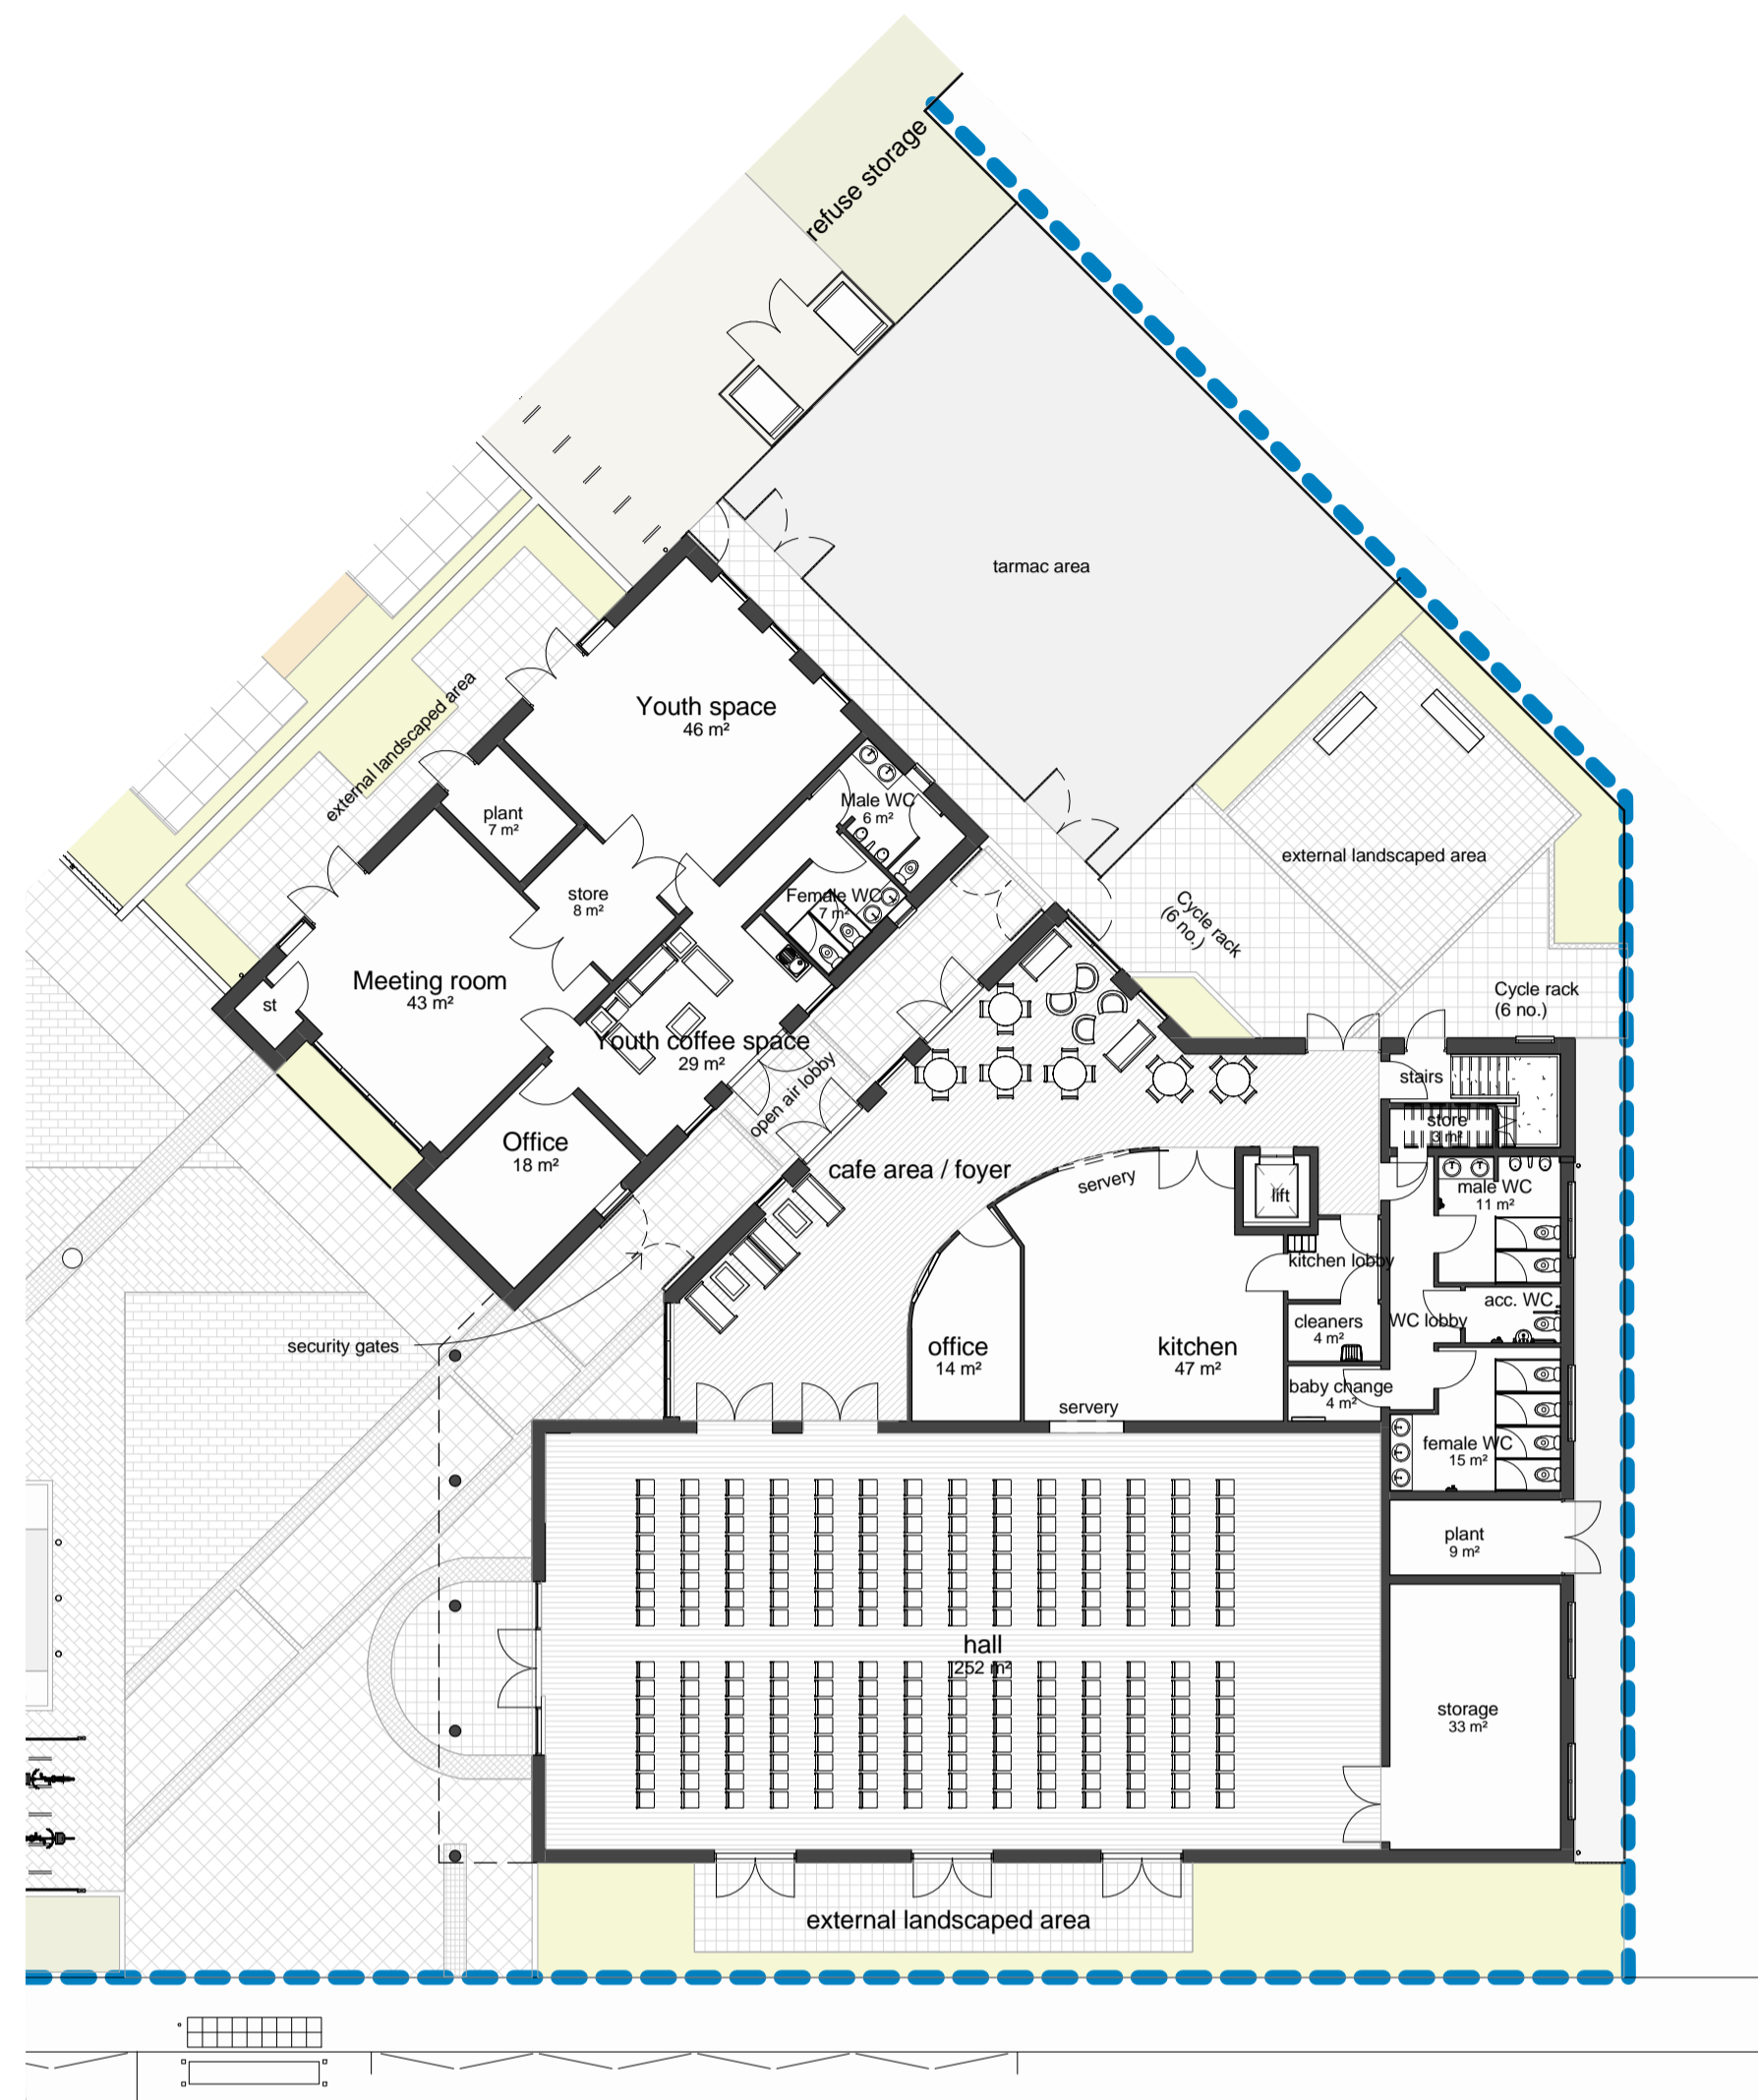 refuse storage
tarmac area
Youth space
46 m²
external landscaped area
plant
7 m²
Male WC
6 m²
external landscaped area
store
8 m²
Female WC
7 m²
Cycle rack
(6 no.)
Meeting room
43 m²
st
Cycle rack
(6 no.)
Youth coffee space
29 m²
open air lobby
stairs
store
3 m²
Office
18 m²
cafe area / foyer
servery
lift
male WC
11 m²
kitchen lobby
acc. WC
WC lobby
cleaners
4 m²
security gates
office
14 m²
kitchen
47 m²
baby change
4 m²
servery
female WC
15 m²
plant
9 m²
hall
252 m²
storage
33 m²
external landscaped area